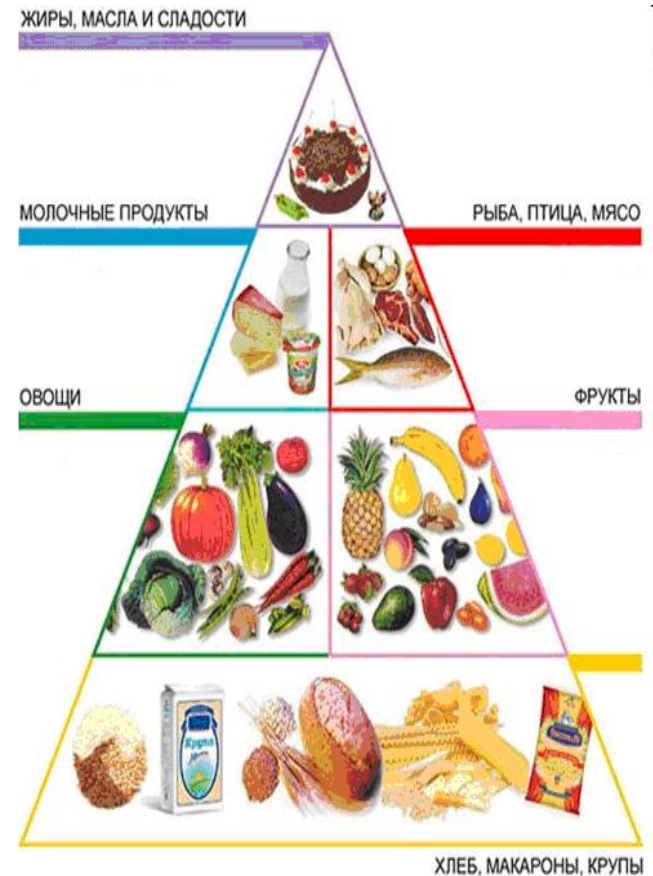 ЖИРЫ, МАСЛА И СЛАДОСТИ
МОЛОЧНЫЕ ПРОДУКТЫ
РЫБА, ПТИЦА, МЯСО
ОВОЩИ
ФРУКТЫ
Крупа
ХЛЕБ, МАКАРОНЫ, КРУПЫ